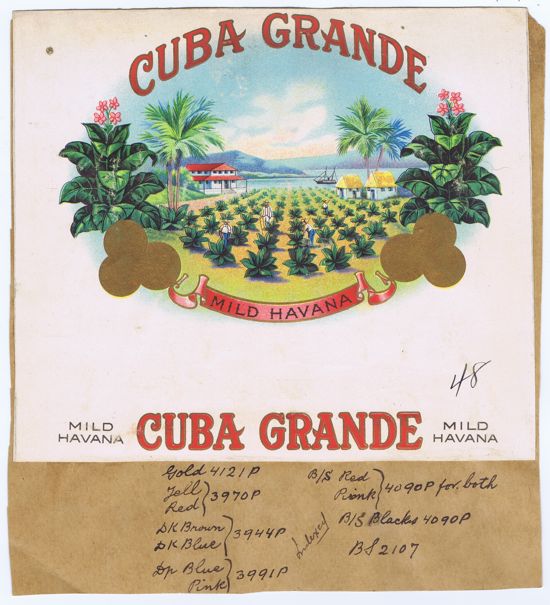 CUBA GRANDE
MILD HAVANA
48
MILD HAVANA
CUBA GRANDE
MILD HAVANA
Gold 4121P
Yell
Red } 3970P
DK Brown
DK Blue } 3944P
Dp Blue
Pink } 3991P
Indexed
B/S Red
Pink } 4090P for both
B/S Blacks 4090P
BS 2107